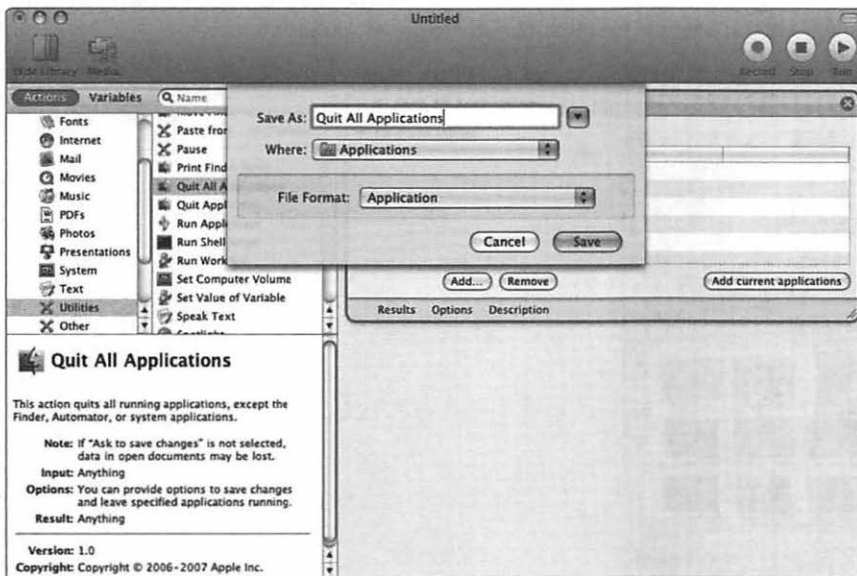 Untitled
Hide Library
Media
Record
Stop
Run
Actions
Variables
Name
Save As: Quit All Applications
Where: Applications
File Format: Application
Cancel
Save
Fonts
Internet
Mail
Movies
Music
PDFs
Photos
Presentations
System
Text
Utilities
Other
Paste from
Pause
Print Find
Quit All A
Quit Appl
Run Apple
Run Shell
Run Work
Set Computer Volume
Set Value of Variable
Speak Text
Add...
Remove
Add current applications
Results
Options
Description
Quit All Applications
This action quits all running applications, except the
Finder, Automator, or system applications.
Note: If "Ask to save changes" is not selected,
data in open documents may be lost.
Input: Anything
Options: You can provide options to save changes
and leave specified applications running.
Result: Anything
Version: 1.0
Copyright: Copyright © 2006-2007 Apple Inc.